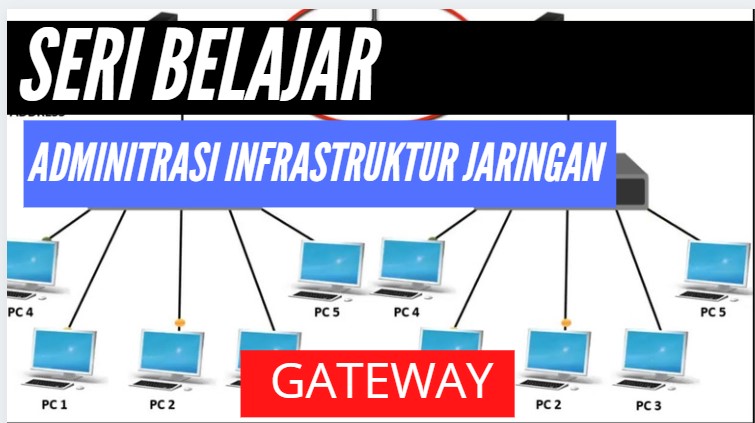 SERI BELAJAR
ADDRESS
ADMINITRASI INFRASTRUKTUR JARINGAN
PC 4
PC 5
PC 4
PC 5
PC 1
PC 2
GATEWAY
PC 2
PC 3